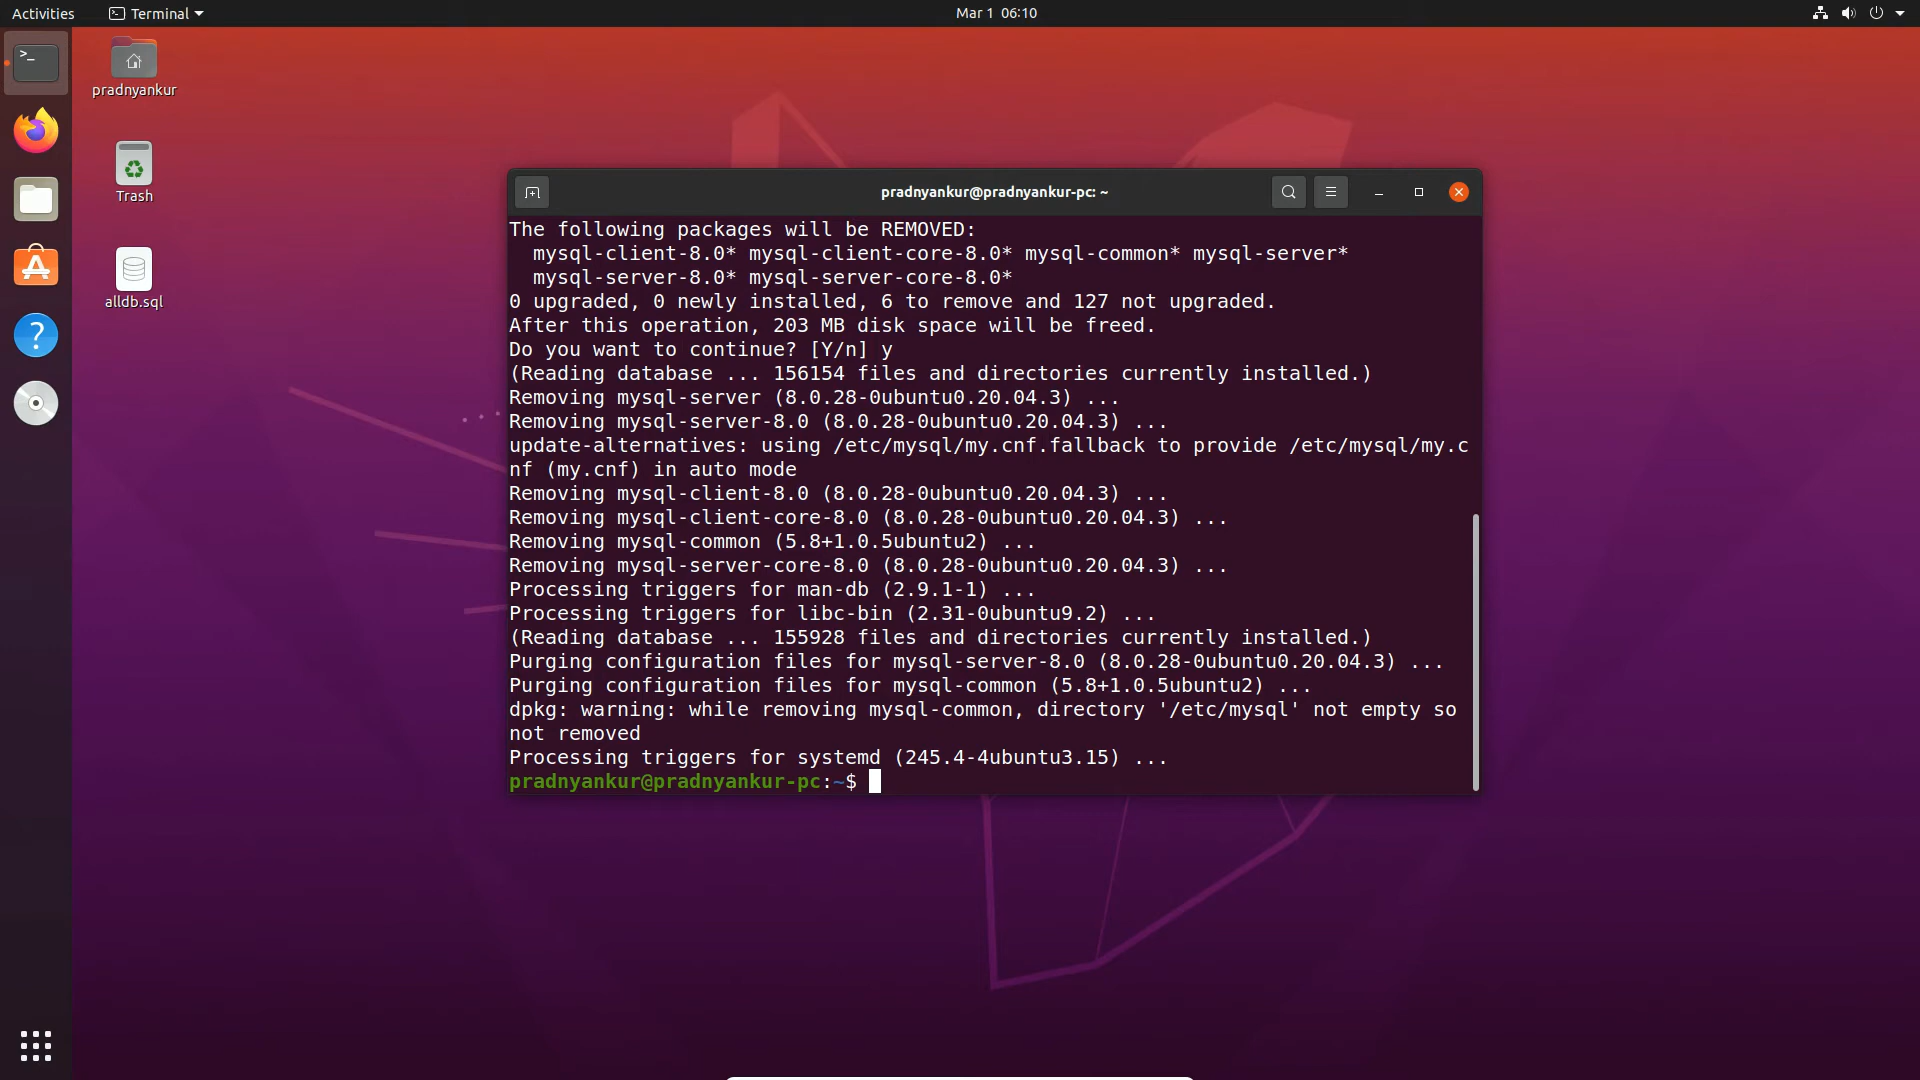 Activities
Terminal
Mar 1 06:10
pradnyankur
Trash
alldb.sql
pradnyankur@pradnyankur-pc: ~
The following packages will be REMOVED:
mysql-client-8.0* mysql-client-core-8.0* mysql-common* mysql-server*
mysql-server-8.0* mysql-server-core-8.0*
0 upgraded, 0 newly installed, 6 to remove and 127 not upgraded.
After this operation, 203 MB disk space will be freed.
Do you want to continue? [Y/n] y
(Reading database ... 156154 files and directories currently installed.)
Removing mysql-server (8.0.28-0ubuntu0.20.04.3) ...
Removing mysql-server-8.0 (8.0.28-0ubuntu0.20.04.3) ...
update-alternatives: using /etc/mysql/my.cnf.fallback to provide /etc/mysql/my.c
nf (my.cnf) in auto mode
Removing mysql-client-8.0 (8.0.28-0ubuntu0.20.04.3) ...
Removing mysql-client-core-8.0 (8.0.28-0ubuntu0.20.04.3) ...
Removing mysql-common (5.8+1.0.5ubuntu2) ...
Removing mysql-server-core-8.0 (8.0.28-0ubuntu0.20.04.3) ...
Processing triggers for man-db (2.9.1-1) ...
Processing triggers for libc-bin (2.31-0ubuntu9.2) ...
(Reading database ... 155928 files and directories currently installed.)
Purging configuration files for mysql-server-8.0 (8.0.28-0ubuntu0.20.04.3) ...
Purging configuration files for mysql-common (5.8+1.0.5ubuntu2) ...
dpkg: warning: while removing mysql-common, directory '/etc/mysql' not empty so
not removed
Processing triggers for systemd (245.4-4ubuntu3.15) ...
pradnyankur@pradnyankur-pc:~$